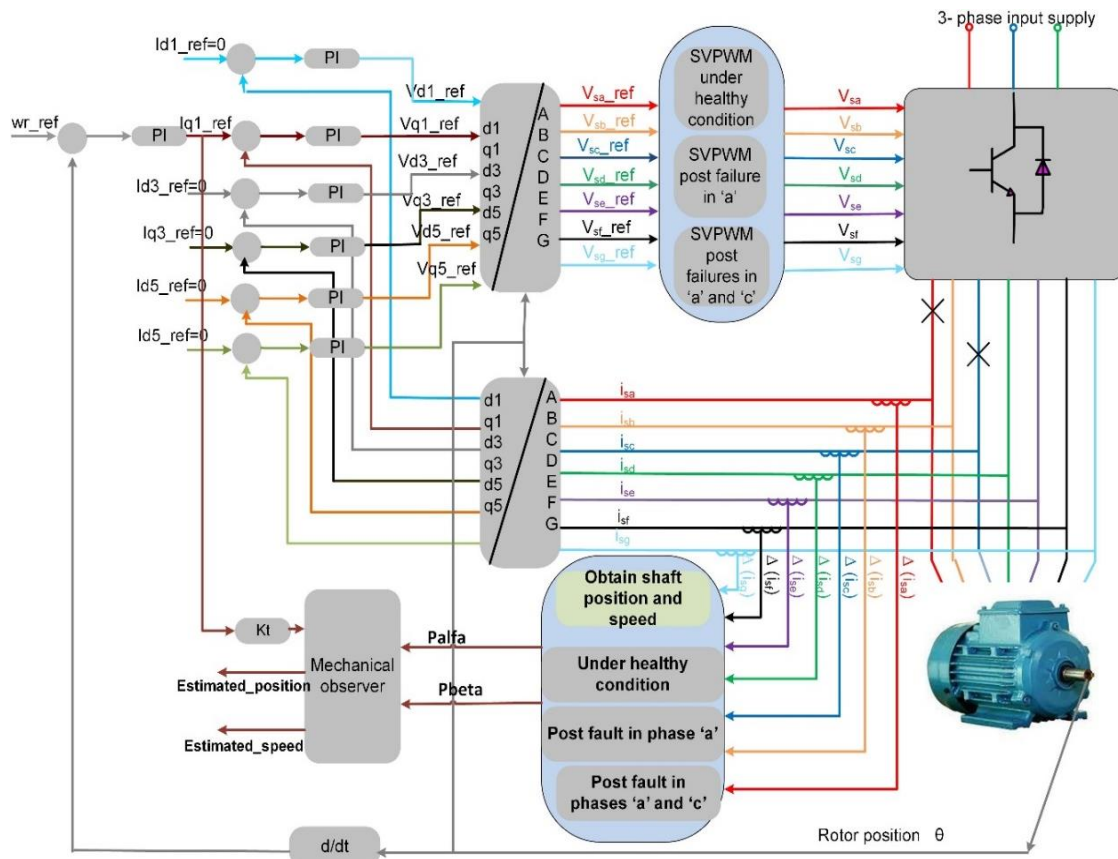 3- phase input supply
Id1_ref=0
PI
Vd1_ref
wr_ref
PI
Iq1_ref
PI
Vq1_ref
Id3_ref=0
PI
Vd3_ref
Iq3_ref=0
PI
Vq3_ref
Id5_ref=0
PI
Vd5_ref
Id5_ref=0
PI
Vq5_ref
d1
q1
d3
q3
d5
q5
A
B
C
D
E
F
G
Vsa_ref
Vsb_ref
Vsc_ref
Vsd_ref
Vse_ref
Vsf_ref
Vsg_ref
SVPWM
under
healthy
condition
SVPWM
post failure
in ‘a’
SVPWM
post
failures in
‘a’ and ‘c’
Vsa
Vsb
Vsc
Vsd
Vse
Vsf
Vsg
d1
q1
d3
q3
d5
q5
A
B
C
D
E
F
G
isa
isb
isc
isd
ise
isf
isg
Δ (isg)
Δ (isf)
Δ (ise)
Δ (isd)
Δ (isc)
Δ (isb)
Δ (isa)
Obtain shaft
position and
speed
Under healthy
condition
Post fault in phase ‘a’
Post fault in
phases ‘a’ and ‘c’
Palfa
Pbeta
Kt
Mechanical
observer
Estimated_position
Estimated_speed
d/dt
Rotor position θ